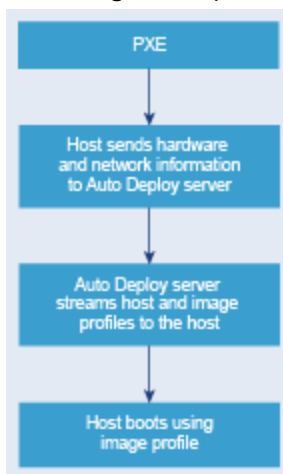 PXE
Host sends hardware
and network information
to Auto Deploy server
Auto Deploy server
streams host and image
profiles to the host
Host boots using
image profile